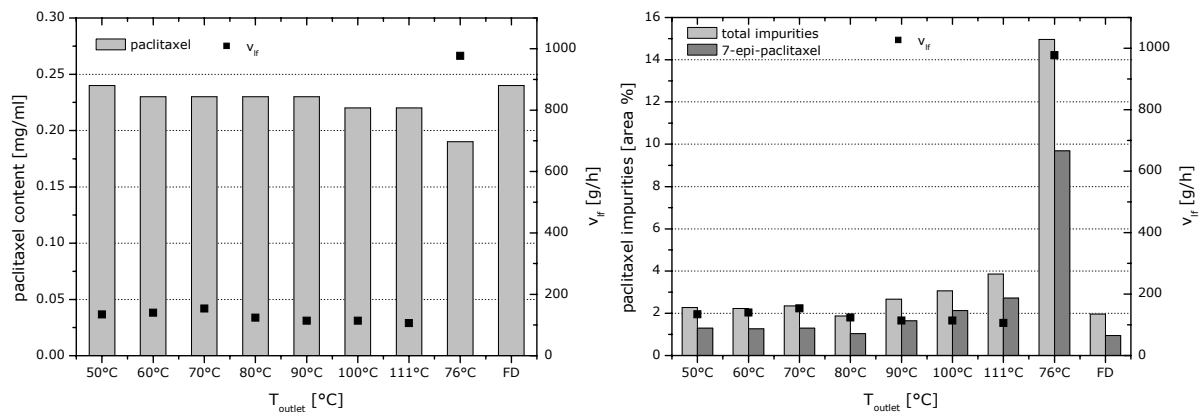 paclitaxel
v_lf
paclitaxel content [mg/ml]
0.30
0.25
0.20
0.15
0.10
0.05
0.00
1000
800
600
400
200
0
v_lf [g/h]
50°C 60°C 70°C 80°C 90°C 100°C 111°C 76°C FD
T_outlet [°C]
total impurities
7-epi-paclitaxel
v_lf
paclitaxel impurities [area %]
16
14
12
10
8
6
4
2
0
1000
800
600
400
200
0
v_lf [g/h]
50°C 60°C 70°C 80°C 90°C 100°C 111°C 76°C FD
T_outlet [°C]